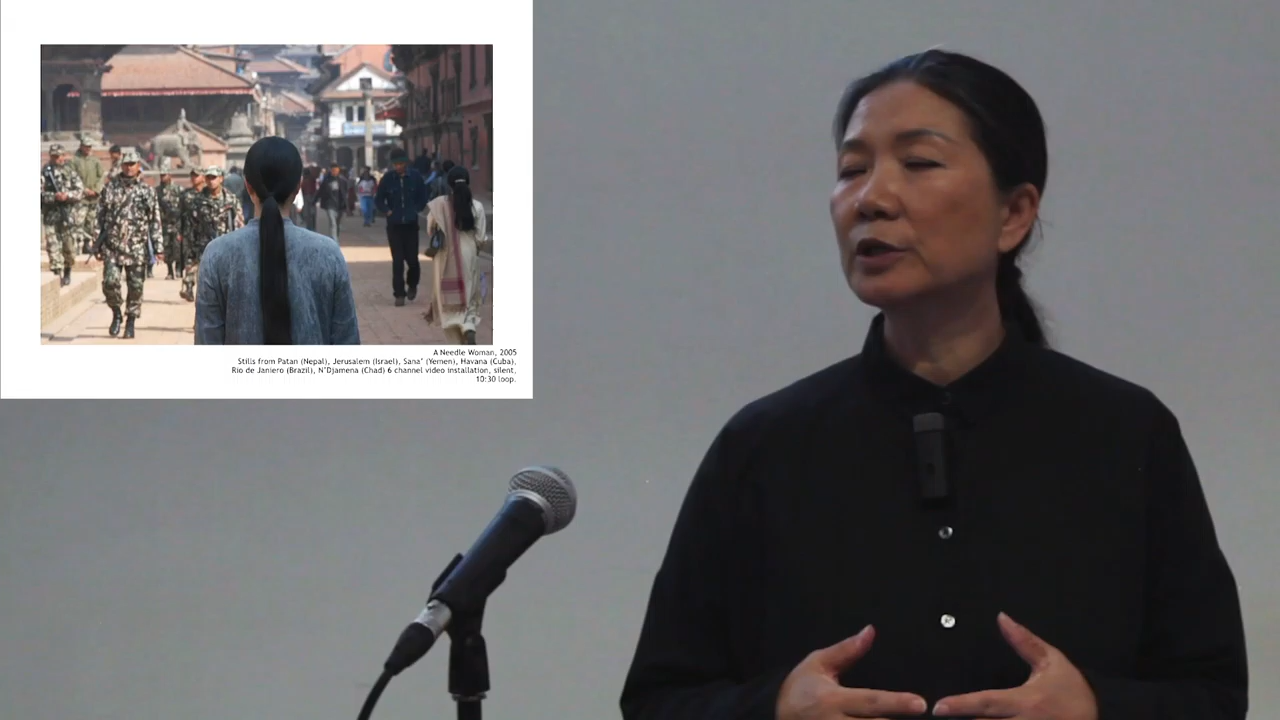 A Needle Woman, 2005
Stills from Patan (Nepal), Jerusalem (Israel), Sana" (Yemen), Havana (Cuba),
Rio de Janiero (Brazil), N"Djamena (Chad) 6 channel video installation, silent,
10:30 loop.